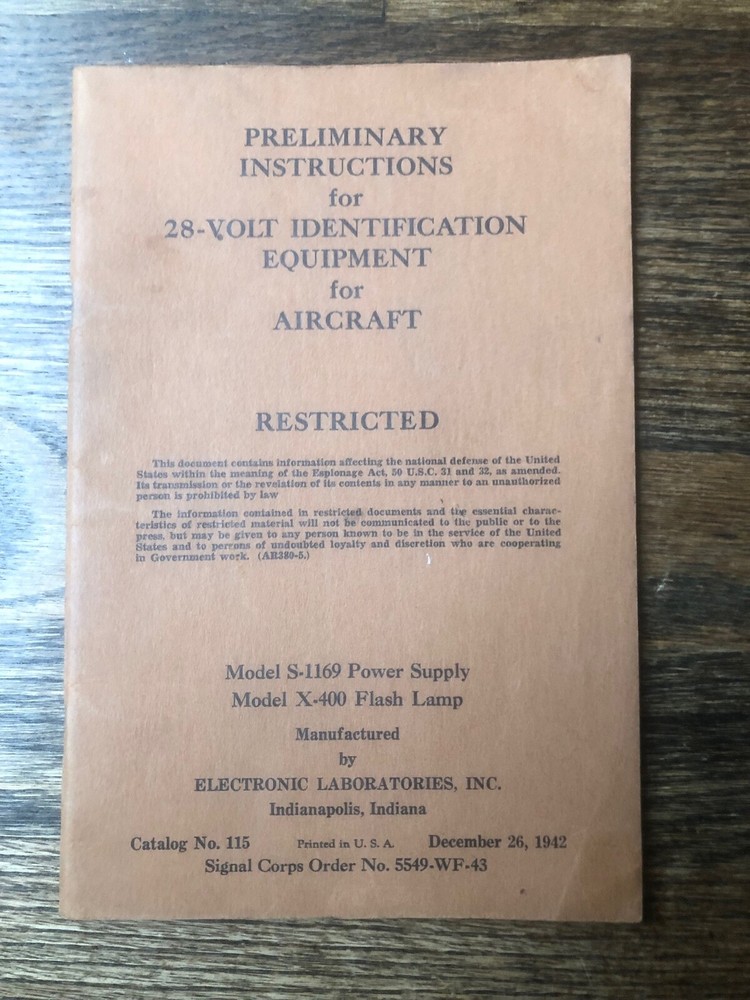 PRELIMINARY
INSTRUCTIONS
for
28-VOLT IDENTIFICATION
EQUIPMENT
for
AIRCRAFT
RESTRICTED
This document contains information affecting the national defense of the United
States within the meaning of the Espionage Act, 50 U.S.C. 31 and 32, as amended.
Its transmission or the revelation of its contents in any manner to an unauthorized
person is prohibited by law
The information contained in restricted documents and the essential charac-
teristics of restricted material will not be communicated to the public or to the
press, but may be given to any person known to be in the service of the United
States and to persons of undoubted loyalty and discretion who are cooperating
in Government work. (AR380-5.)
Model S-1169 Power Supply
Model X-400 Flash Lamp
Manufactured
by
ELECTRONIC LABORATORIES, INC.
Indianapolis, Indiana
Catalog No. 115 Printed in U. S. A. December 26, 1942
Signal Corps Order No. 5549-WF-43